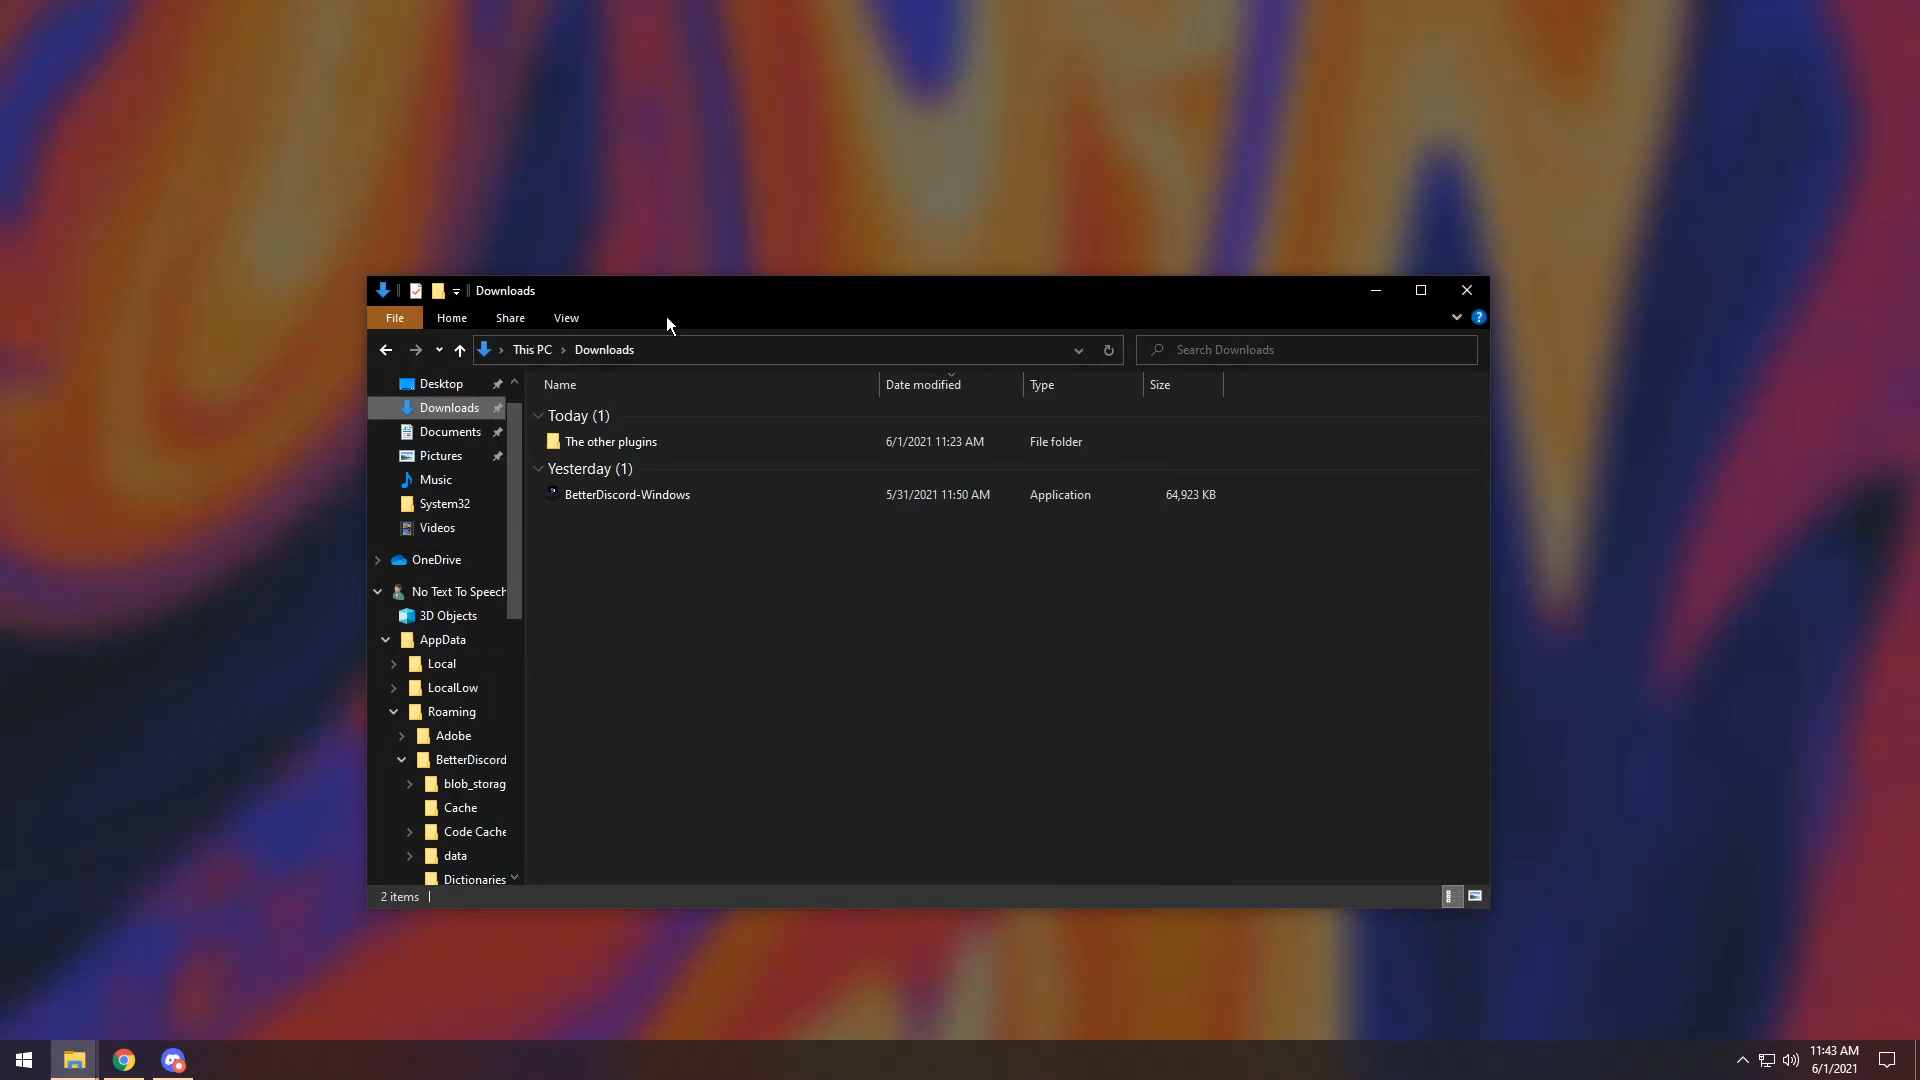 Downloads
File Home Share View
This PC > Downloads
Search Downloads
Name Date modified Type Size
Desktop
Downloads
Documents
Pictures
Music
System32
Videos
OneDrive
No Text To Speech
3D Objects
AppData
Local
LocalLow
Roaming
Adobe
BetterDiscord
blob_storag
Cache
Code Cache
data
Dictionaries
Today (1)
The other plugins 6/1/2021 11:23 AM File folder
Yesterday (1)
BetterDiscord-Windows 5/31/2021 11:50 AM Application 64,923 KB
2 items
11:43 AM
6/1/2021